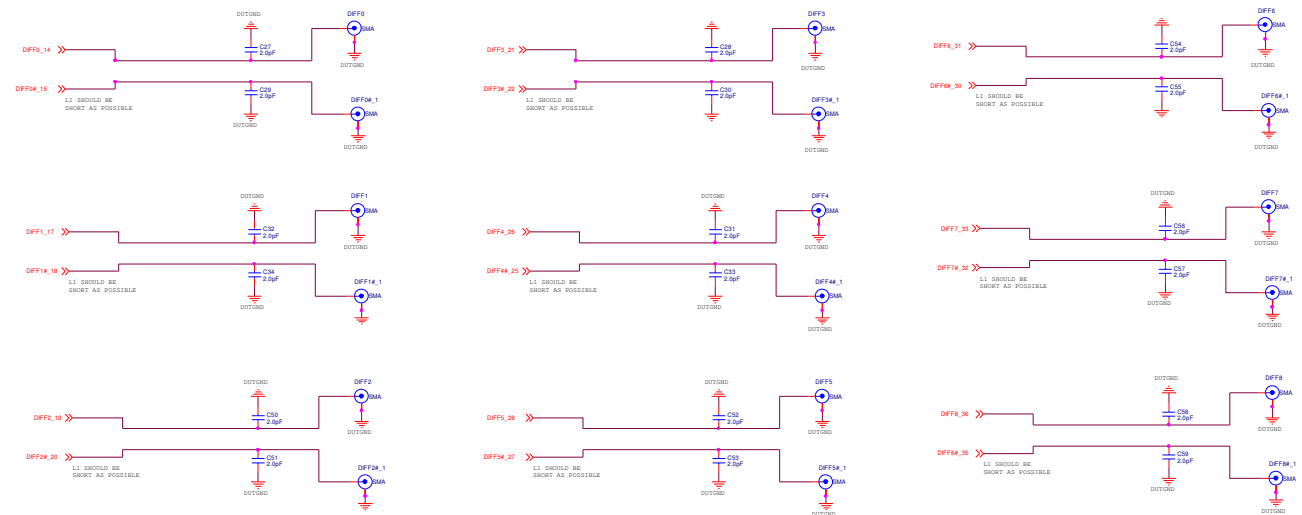 DUTGND
DIFF0
SMA
DIFF0_14
C27
2.0pF
DUTGND
DIFF0#_15
C29
2.0pF
L1 SHOULD BE
SHORT AS POSSIBLE
DIFF0#_1
SMA
DUTGND
DUTGND
DIFF3
SMA
DIFF3_21
C28
2.0pF
DUTGND
DIFF3#_22
C30
2.0pF
L1 SHOULD BE
SHORT AS POSSIBLE
DIFF3#_1
SMA
DUTGND
DIFF6
SMA
DIFF6_31
C54
2.0pF
DUTGND
DIFF6#_30
C55
2.0pF
L1 SHOULD BE
SHORT AS POSSIBLE
DIFF6#_1
SMA
DUTGND
DUTGND
DIFF1
SMA
DIFF1_17
C32
2.0pF
DUTGND
DIFF1#_18
C34
2.0pF
L1 SHOULD BE
SHORT AS POSSIBLE
DIFF1#_1
SMA
DUTGND
DUTGND
DIFF4
SMA
DIFF4_26
C31
2.0pF
DUTGND
DIFF4#_25
C33
2.0pF
L1 SHOULD BE
SHORT AS POSSIBLE
DIFF4#_1
SMA
DUTGND
DUTGND
DUTGND
DIFF7
SMA
DIFF7_33
C56
2.0pF
DUTGND
DIFF7#_32
C57
2.0pF
L1 SHOULD BE
SHORT AS POSSIBLE
DIFF7#_1
SMA
DUTGND
DUTGND
DUTGND
DIFF2
SMA
DIFF2_19
C50
2.0pF
DUTGND
DIFF2#_20
C51
2.0pF
L1 SHOULD BE
SHORT AS POSSIBLE
DIFF2#_1
SMA
DUTGND
DUTGND
DIFF5
SMA
DIFF5_28
C52
2.0pF
DUTGND
DIFF5#_27
C53
2.0pF
L1 SHOULD BE
SHORT AS POSSIBLE
DIFF5#_1
SMA
DUTGND
DUTGND
DUTGND
DIFF8
SMA
DIFF8_36
C58
2.0pF
DUTGND
DIFF8#_35
C59
2.0pF
L1 SHOULD BE
SHORT AS POSSIBLE
DIFF8#_1
SMA
DUTGND
DUTGND